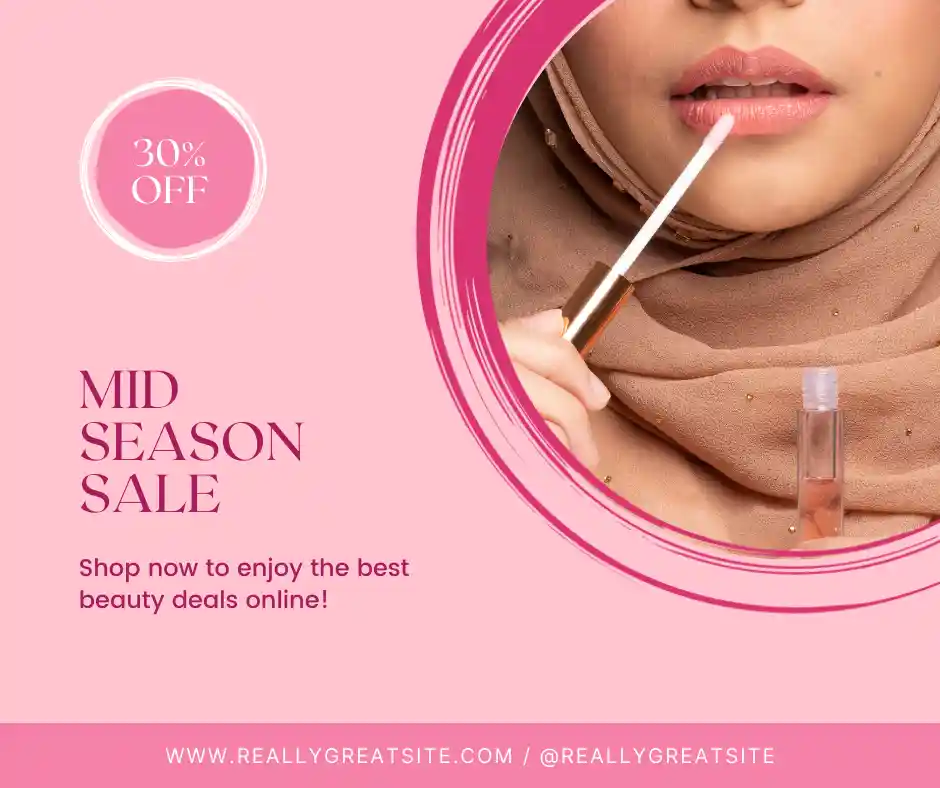 30%
OFF
MID
SEASON
SALE
Shop now to enjoy the best
beauty deals online!
WWW.REALLYGREATSITE.COM / @REALLYGREATSITE